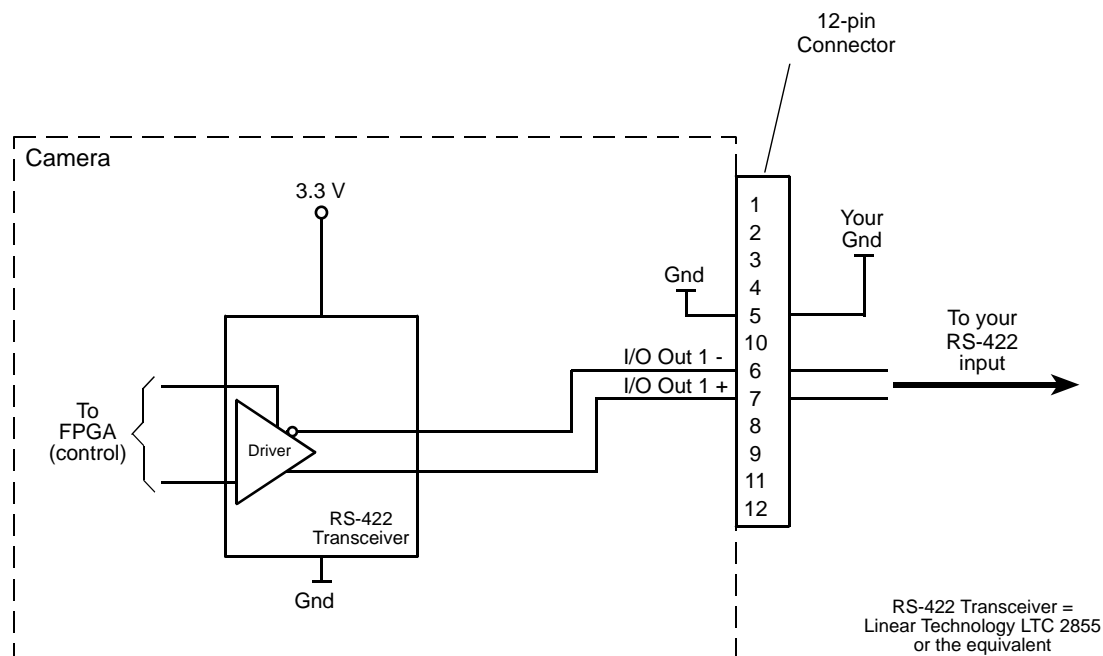 12-pin
Connector
Camera
3.3 V
1
2
3
4
5
10
6
7
8
9
11
12
Your
Gnd
Gnd
To your
RS-422
input
I/O Out 1 -
I/O Out 1 +
To
FPGA
(control)
Driver
RS-422
Transceiver
Gnd
RS-422 Transceiver =
Linear Technology LTC 2855
or the equivalent